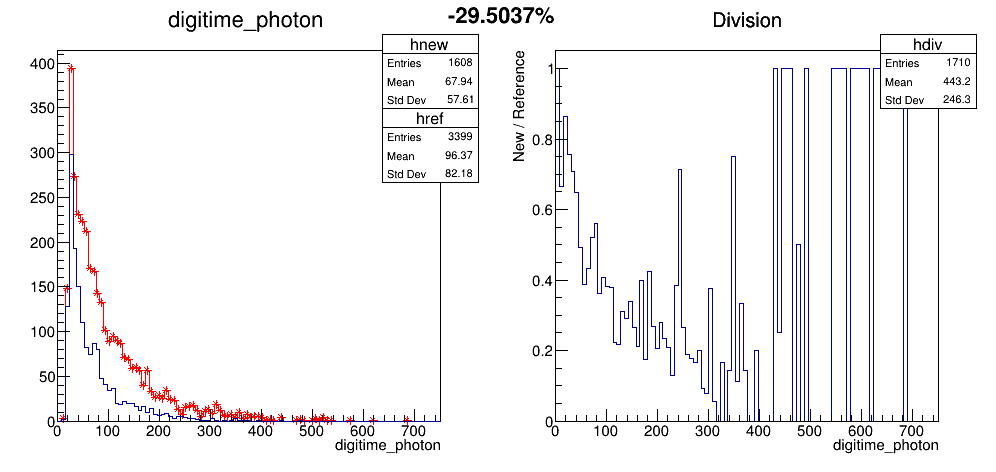 digitime_photon
-29.5037%
Division
hnew
Entries 1608
Mean 67.94
Std Dev 57.61
href
Entries 3399
Mean 96.37
Std Dev 82.18
400
350
300
250
200
150
100
50
0
0 100 200 300 400 500 600 700
digitime_photon
hdiv
Entries 1710
Mean 443.2
Std Dev 246.3
New / Reference
1
0.8
0.6
0.4
0.2
0
0 100 200 300 400 500 600 700
digitime_photon